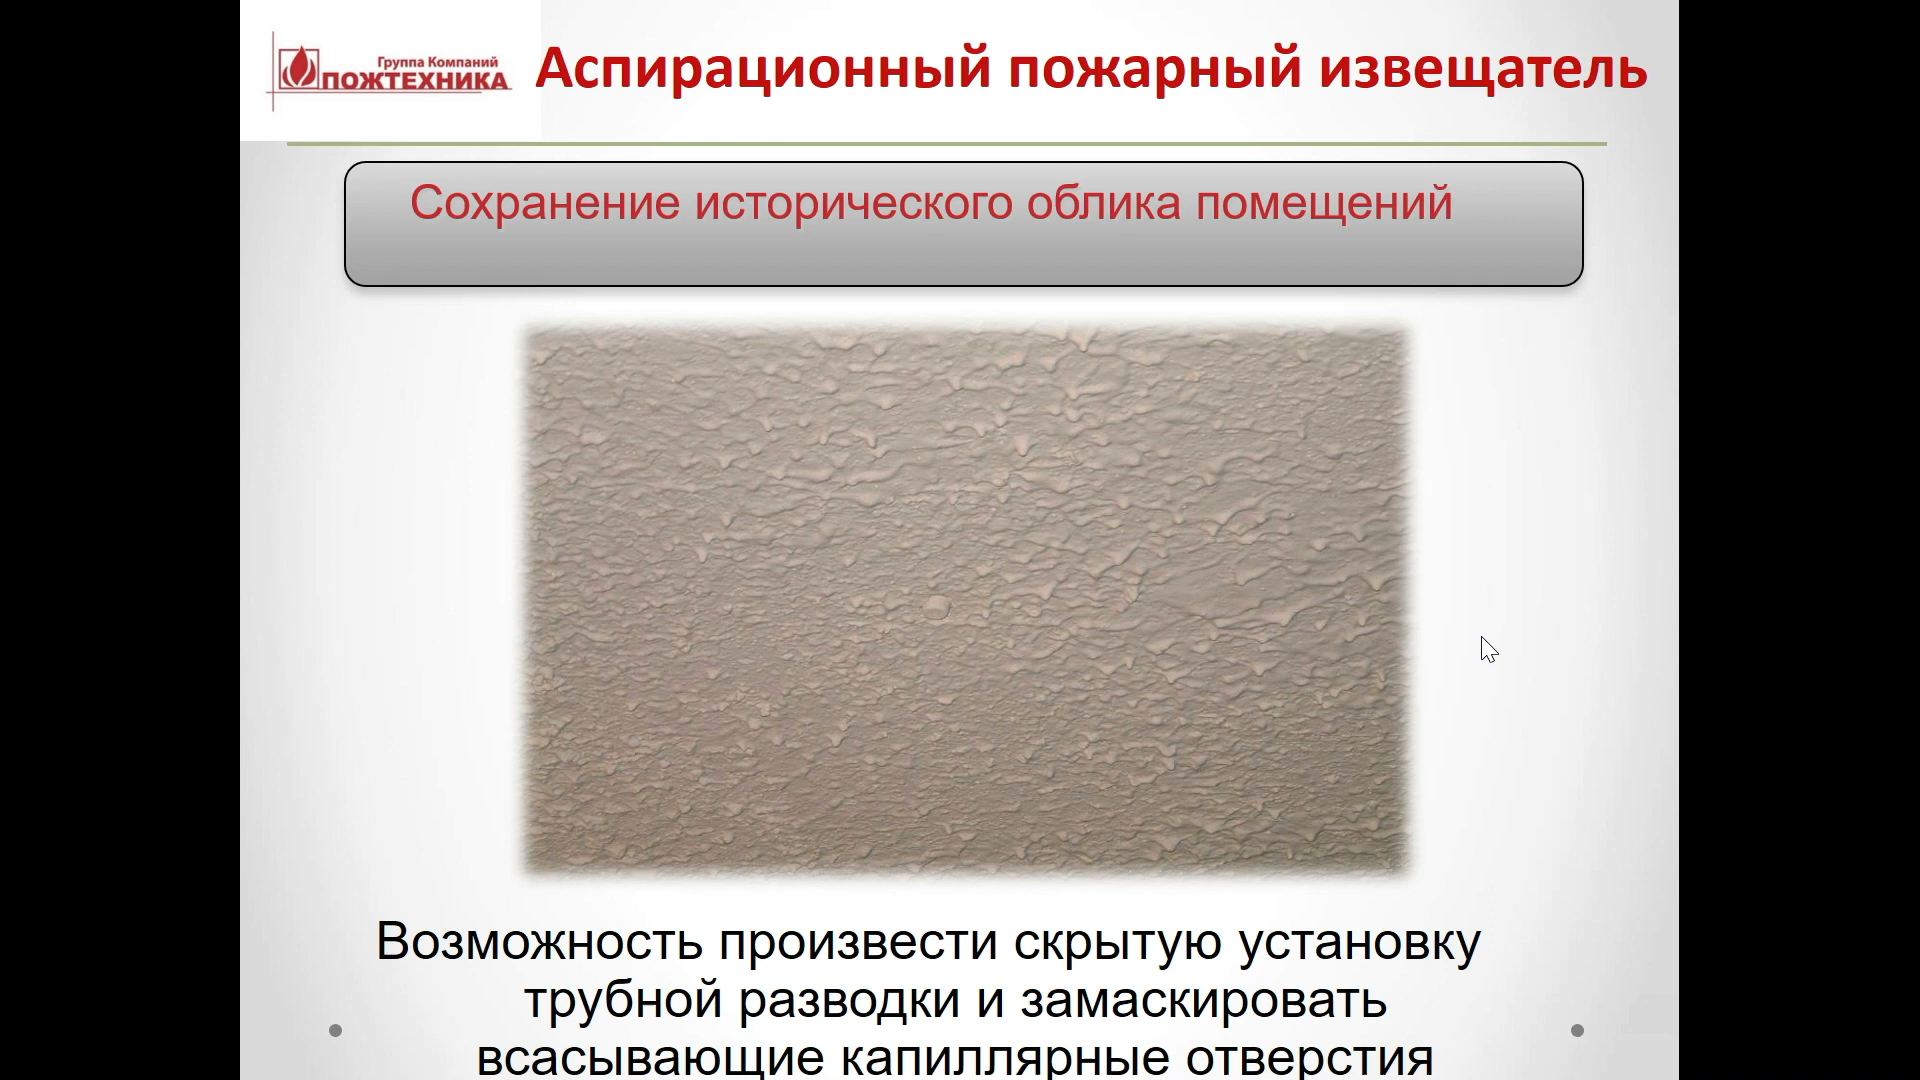 Группа Компаний
ПОЖТЕХНИКА
Аспирационный пожарный извещатель
Сохранение исторического облика помещений
Возможность произвести скрытую установку
трубной разводки и замаскировать
всасывающие капиллярные отверстия